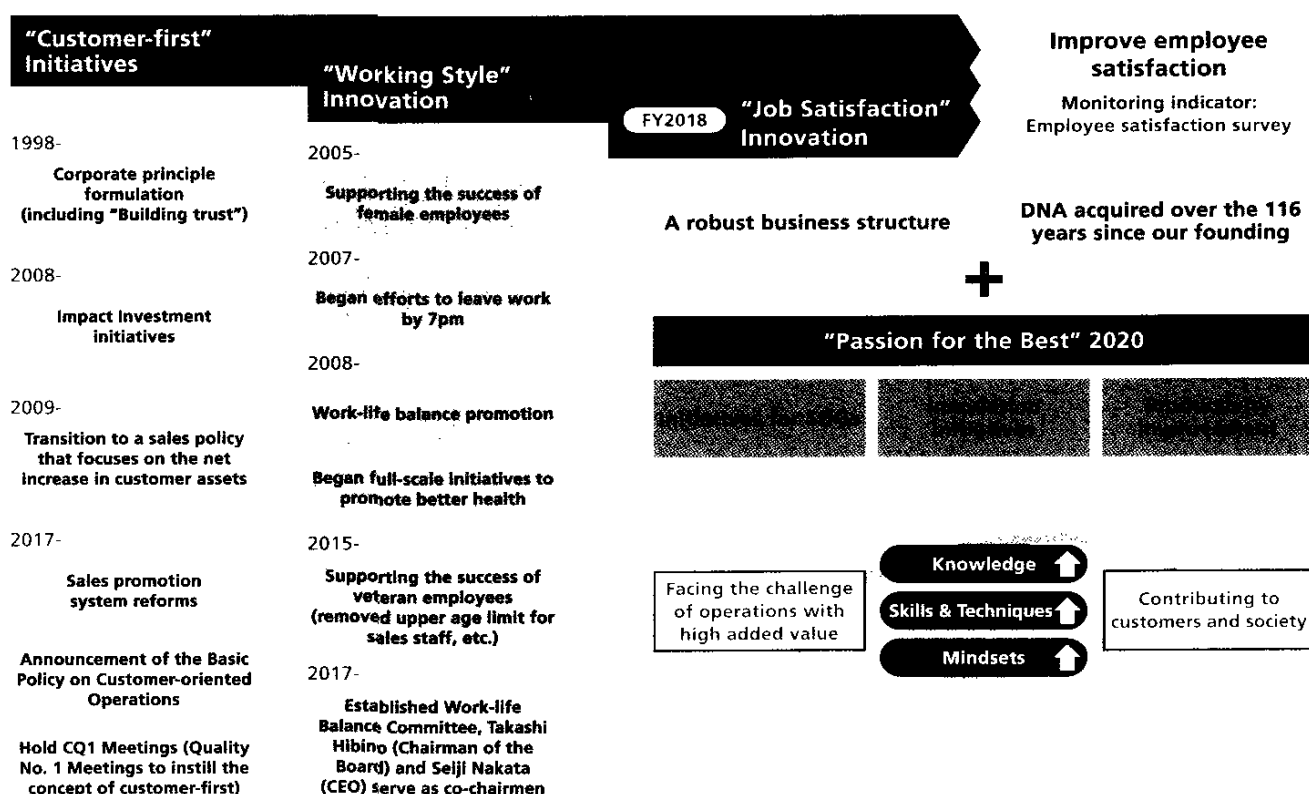 "Customer-first"
Initiatives
1998-
Corporate principle
formulation
(including "Building trust")
2008-
Impact Investment
initiatives
2009-
Transition to a sales policy
that focuses on the net
increase in customer assets
2017-
Sales promotion
system reforms
Announcement of the Basic
Policy on Customer-oriented
Operations
Hold CQ1 Meetings (Quality
No. 1 Meetings to instill the
concept of customer-first)
"Working Style"
Innovation
2005-
Supporting the success of
female employees
2007-
Began efforts to leave work
by 7pm
2008-
Work-life balance promotion
Began full-scale initiatives to
promote better health
2015-
Supporting the success of
veteran employees
(removed upper age limit for
sales staff, etc.)
2017-
Established Work-life
Balance Committee, Takashi
Hibino (Chairman of the
Board) and Seiji Nakata
(CEO) serve as co-chairmen
FY2018
"Job Satisfaction"
Innovation
Improve employee
satisfaction
Monitoring indicator:
Employee satisfaction survey
A robust business structure
+
DNA acquired over the 116
years since our founding
"Passion for the Best" 2020
Initiatives for SDGs
Facing the challenge
of operations with
high added value
Knowledge
Skills & Techniques
Mindsets
Contributing to
customers and society